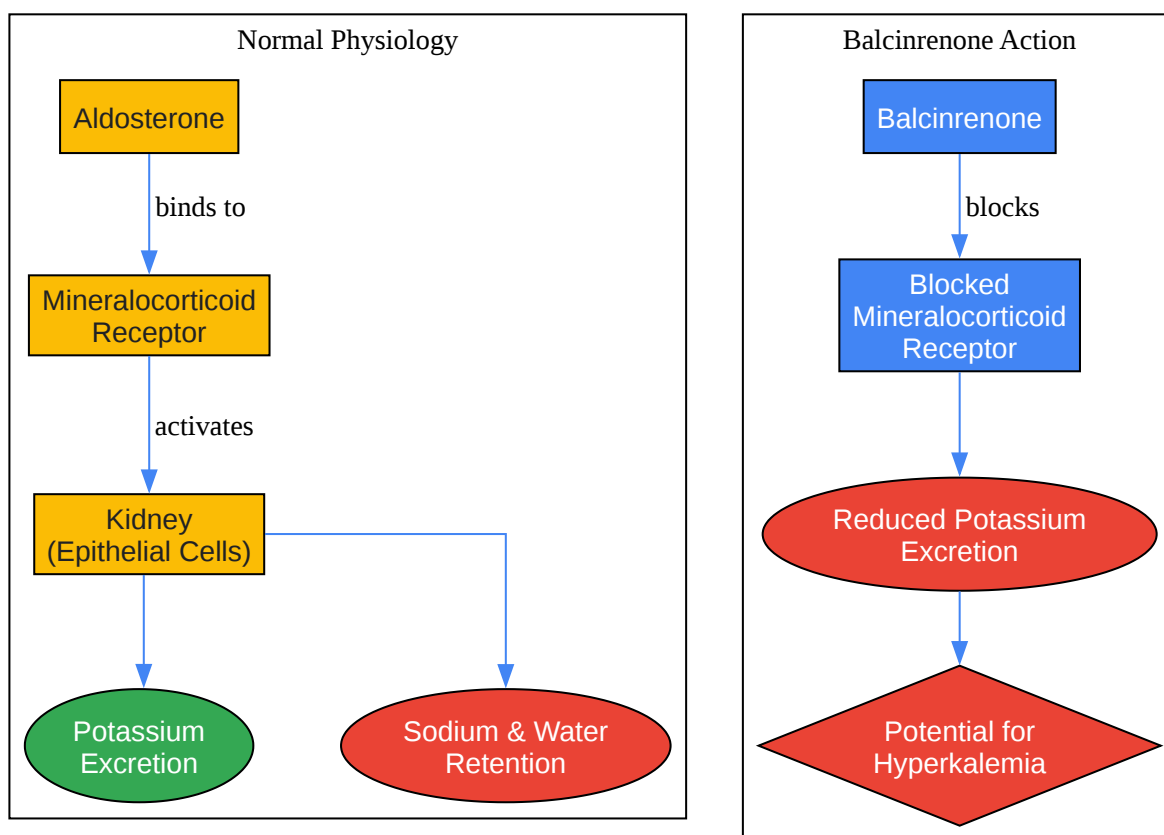 Normal Physiology
Aldosterone
binds to
Mineralocorticoid
Receptor
activates
Kidney
(Epithelial Cells)
Potassium
Excretion
Sodium & Water
Retention
Balcinrenone Action
Balcinrenone
blocks
Blocked
Mineralocorticoid
Receptor
Reduced Potassium
Excretion
Potential for
Hyperkalemia